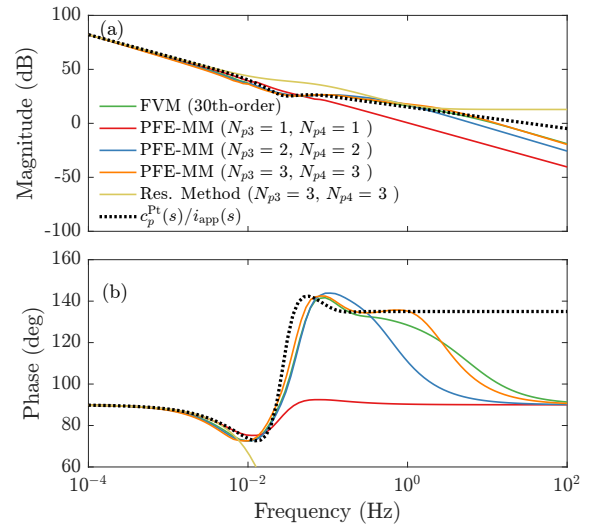 (a)
100
50
0
-50
-100
Magnitude (dB)
FVM (30th-order)
PFE-MM (N_{p3} = 1, N_{p4} = 1 )
PFE-MM (N_{p3} = 2, N_{p4} = 2 )
PFE-MM (N_{p3} = 3, N_{p4} = 3 )
Res. Method (N_{p3} = 3, N_{p4} = 3 )
c_p^{Pt}(s)/i_{app}(s)
(b)
160
140
120
100
80
60
Phase (deg)
10^{-4}
10^{-2}
10^{0}
10^{2}
Frequency (Hz)